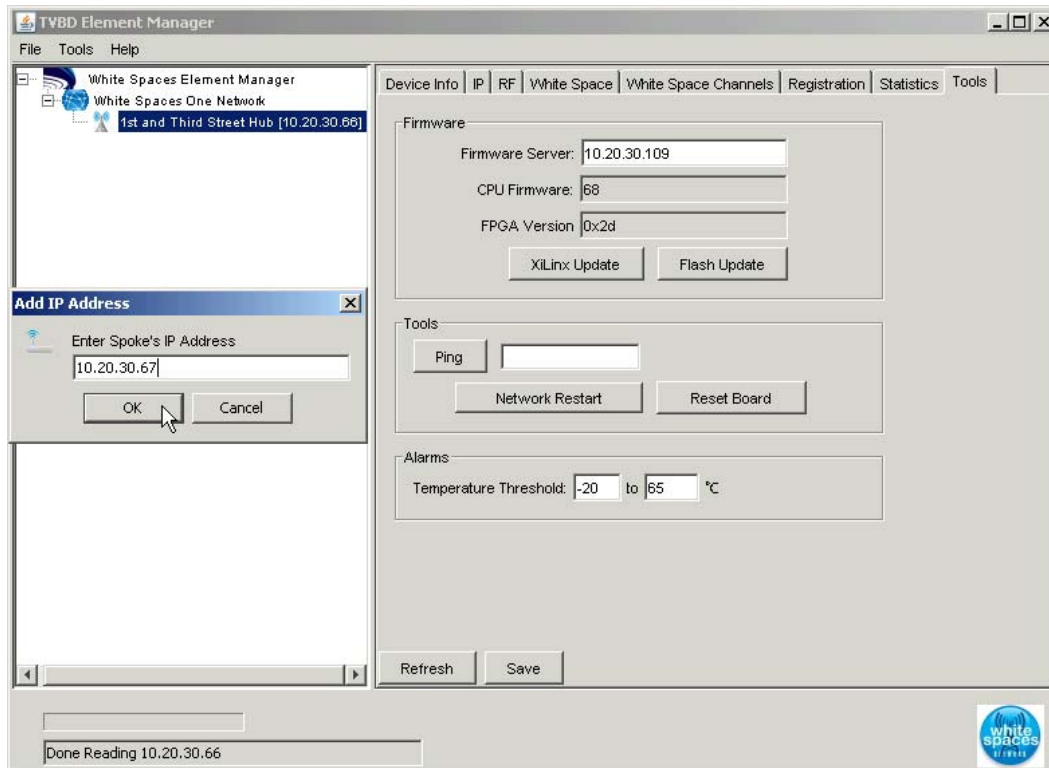 TVBD Element Manager
File Tools Help
White Spaces Element Manager
White Spaces One Network
1st and Third Street Hub [10.20.30.66]
Device Info IP RF White Space White Space Channels Registration Statistics Tools
Firmware
Firmware Server: 10.20.30.109
CPU Firmware: 68
FPGA Version 0x2d
XiLinx Update Flash Update
Add IP Address
Enter Spoke's IP Address
10.20.30.67
OK Cancel
Tools
Ping
Network Restart Reset Board
Alarms
Temperature Threshold: -20 to 65 °C
Refresh Save
Done Reading 10.20.30.66
white
spaces
NETWORK